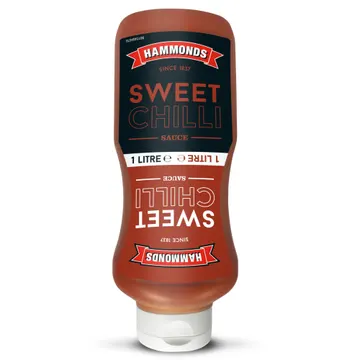 HAMMONDS
SINCE 1837
SWEET
CHILLI
SAUCE
1 LITRE ℮
1 LITRE ℮
SAUCE
CHILLI
SWEET
SINCE 1837
HAMMONDS